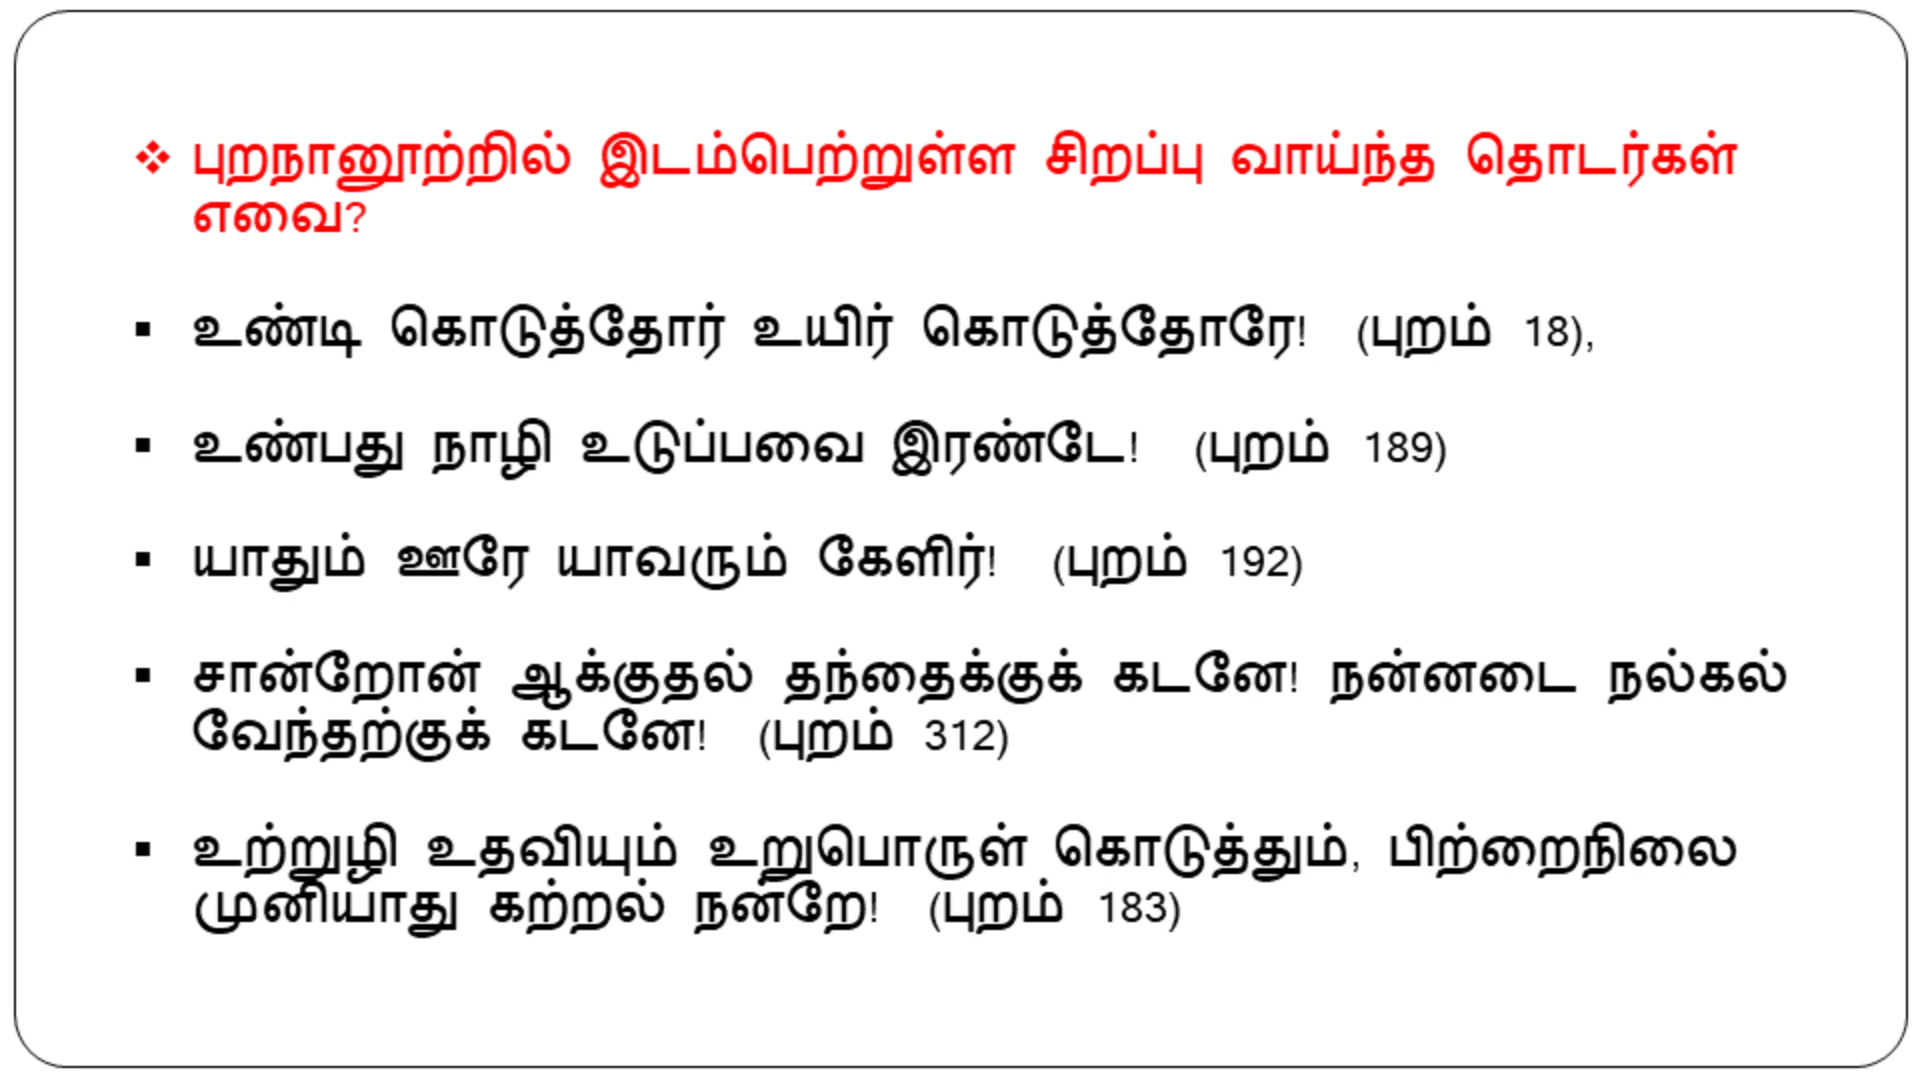 ❖ புறநானூற்றில் இடம்பெற்றுள்ள சிறப்பு வாய்ந்த தொடர்கள்
எவை?
▪ உண்டி கொடுத்தோர் உயிர் கொடுத்தோரே! (புறம் 18),
▪ உண்பது நாழி உடுப்பவை இரண்டே! (புறம் 189)
▪ யாதும் ஊரே யாவரும் கேளிர்! (புறம் 192)
▪ சான்றோன் ஆக்குதல் தந்தைக்குக் கடனே! நன்னடை நல்கல்
வேந்தற்குக் கடனே! (புறம் 312)
▪ உற்றுழி உதவியும் உறுபொருள் கொடுத்தும், பிற்றைநிலை
முனியாது கற்றல் நன்றே! (புறம் 183)